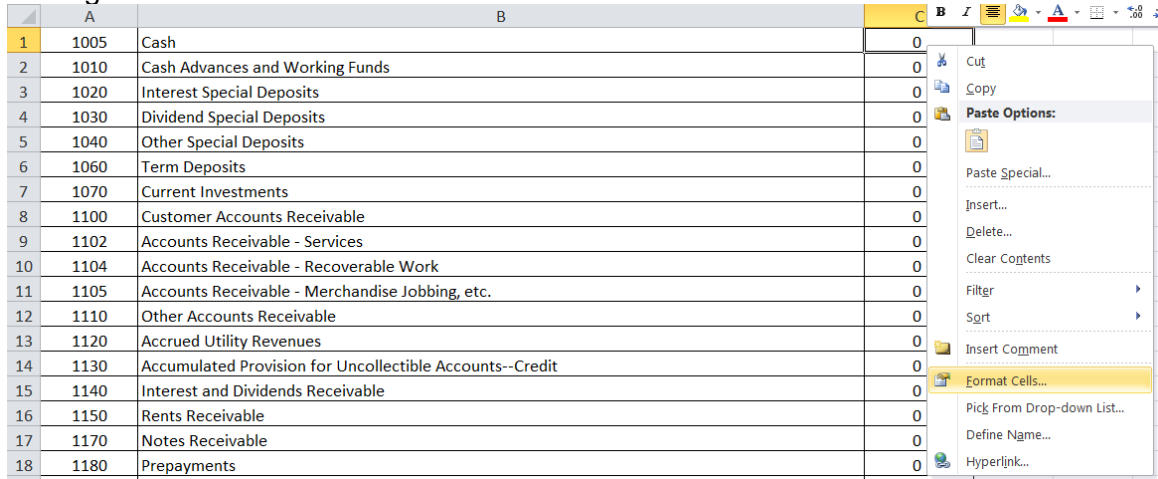 A B C B I A
1 1005 Cash 0
2 1010 Cash Advances and Working Funds 0
3 1020 Interest Special Deposits 0
4 1030 Dividend Special Deposits 0
5 1040 Other Special Deposits 0
6 1060 Term Deposits 0
7 1070 Current Investments 0
8 1100 Customer Accounts Receivable 0
9 1102 Accounts Receivable - Services 0
10 1104 Accounts Receivable - Recoverable Work 0
11 1105 Accounts Receivable - Merchandise Jobbing, etc. 0
12 1110 Other Accounts Receivable 0
13 1120 Accrued Utility Revenues 0
14 1130 Accumulated Provision for Uncollectible Accounts--Credit 0
15 1140 Interest and Dividends Receivable 0
16 1150 Rents Receivable 0
17 1170 Notes Receivable 0
18 1180 Prepayments 0
Cut
Copy
Paste Options:
Paste Special...
Insert...
Delete...
Clear Contents
Filter
Sort
Insert Comment
Format Cells...
Pick From Drop-down List...
Define Name...
Hyperlink...